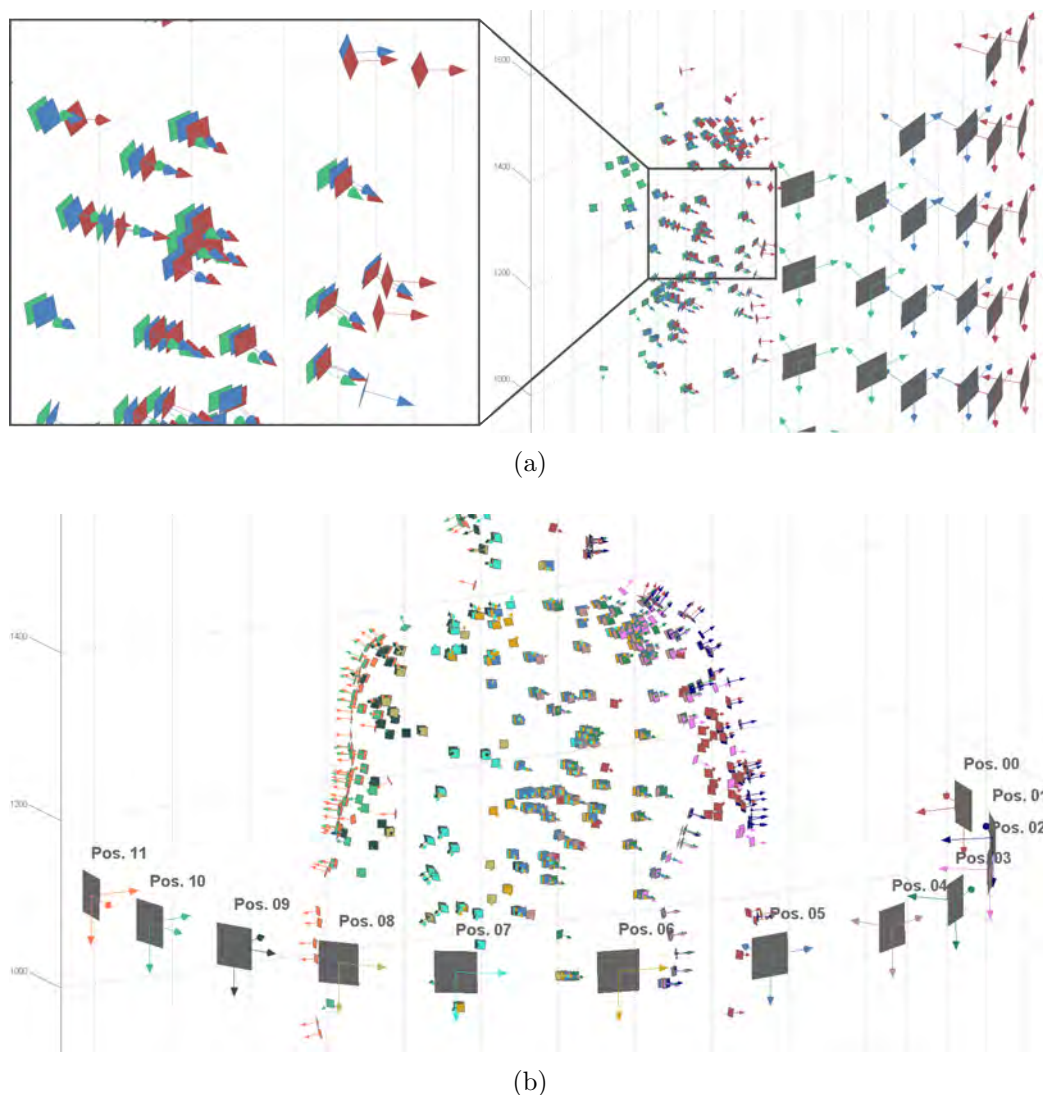 1600
1400
1200
1000
(a)
1400
1200
1000
Pos. 00
Pos. 01
Pos. 02
Pos. 03
Pos. 04
Pos. 05
Pos. 06
Pos. 07
Pos. 08
Pos. 09
Pos. 10
Pos. 11
(b)